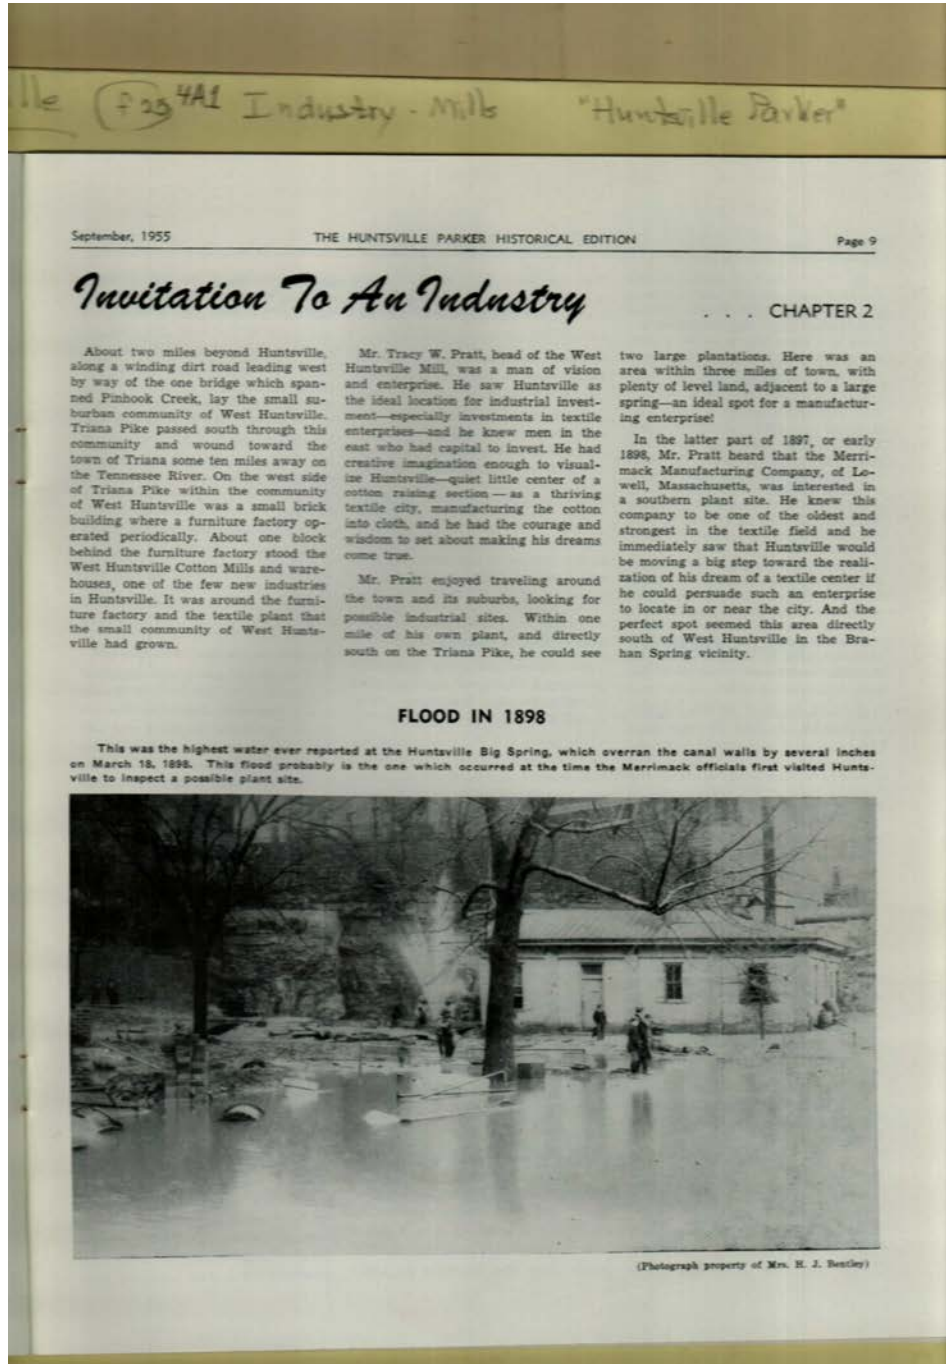 lle f 25 4A1 Industry - Mills "Huntsville Parker"
September, 1955 THE HUNTSVILLE PARKER HISTORICAL EDITION Page 9
Invitation To An Indnstry . . . CHAPTER 2
About two miles beyond Huntsville,
along a winding dirt road leading west
by way of the one bridge which span-
ned Pinhook Creek, lay the small su-
burban community of West Huntsville.
Triana Pike passed south through this
community and wound toward the
town of Triana some ten miles away on
the Tennessee River. On the west side
of Triana Pike within the community
of West Huntsville was a small brick
building where a furniture factory op-
erated periodically. About one block
behind the furniture factory stood the
West Huntsville Cotton Mills and ware-
houses, one of the few new industries
in Huntsville. It was around the furni-
ture factory and the textile plant that
the small community of West Hunts-
ville had grown.
Mr. Tracy W. Pratt, head of the West
Huntsville Mill, was a man of vision
and enterprise. He saw Huntsville as
the ideal location for industrial invest-
ment—especially investments in textile
enterprises—and he knew men in the
east who had capital to invest. He had
creative imagination enough to visual-
ize Huntsville—quiet little center of a
cotton raising section — as a thriving
textile city, manufacturing the cotton
into cloth, and he had the courage and
wisdom to set about making his dreams
come true.
Mr. Pratt enjoyed traveling around
the town and its suburbs, looking for
possible industrial sites. Within one
mile of his own plant, and directly
south on the Triana Pike, he could see
two large plantations. Here was an
area within three miles of town, with
plenty of level land, adjacent to a large
spring—an ideal spot for a manufactur-
ing enterprise!
In the latter part of 1897, or early
1898, Mr. Pratt heard that the Merri-
mack Manufacturing Company, of Lo-
well, Massachusetts, was interested in
a southern plant site. He knew this
company to be one of the oldest and
strongest in the textile field and he
immediately saw that Huntsville would
be moving a big step toward the reali-
zation of his dream of a textile center if
he could persuade such an enterprise
to locate in or near the city. And the
perfect spot seemed this area directly
south of West Huntsville in the Bra-
han Spring vicinity.
FLOOD IN 1898
This was the highest water ever reported at the Huntsville Big Spring, which overran the canal walls by several inches
on March 18, 1898. This flood probably is the one which occurred at the time the Merrimack officials first visited Hunts-
ville to inspect a possible plant site.
(Photograph property of Mrs. H. J. Bentley)